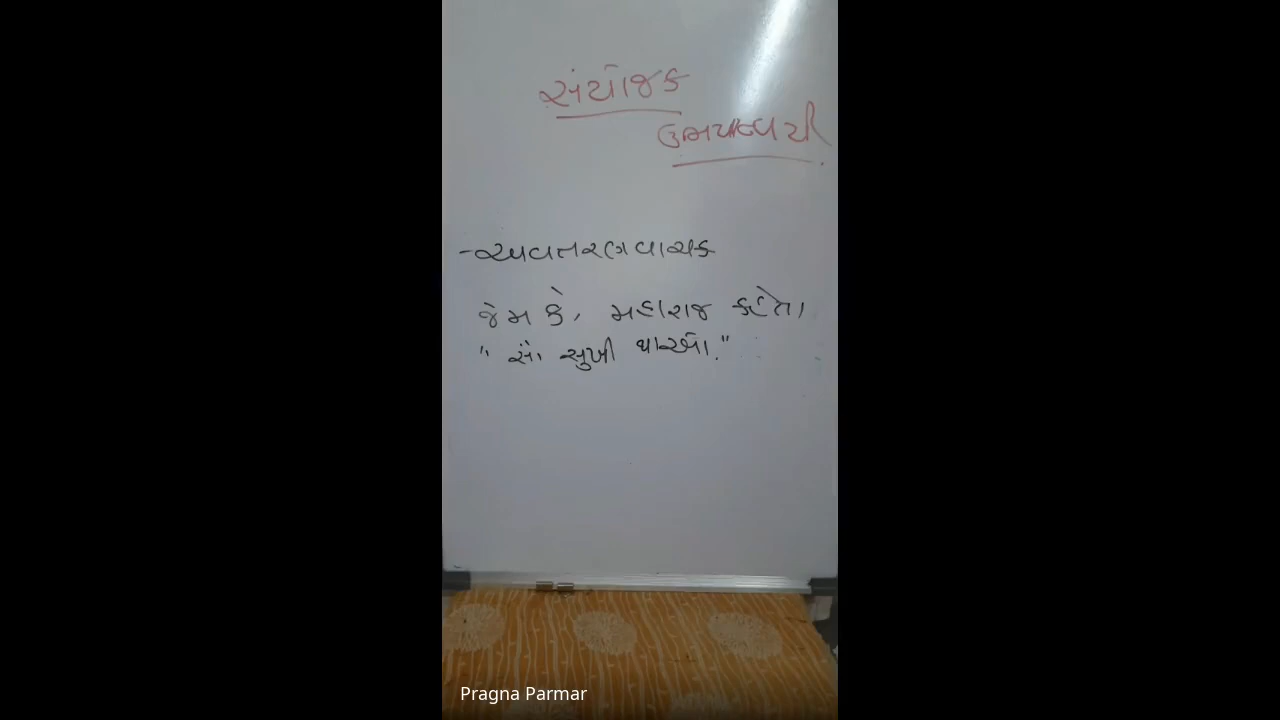 સંયોજક
ઉભયાન્વયી
-અવતરણવાચક
જેમ કે, મહારાજ કહેતા
" સૌ સુખી થાઓ."
Pragna Parmar